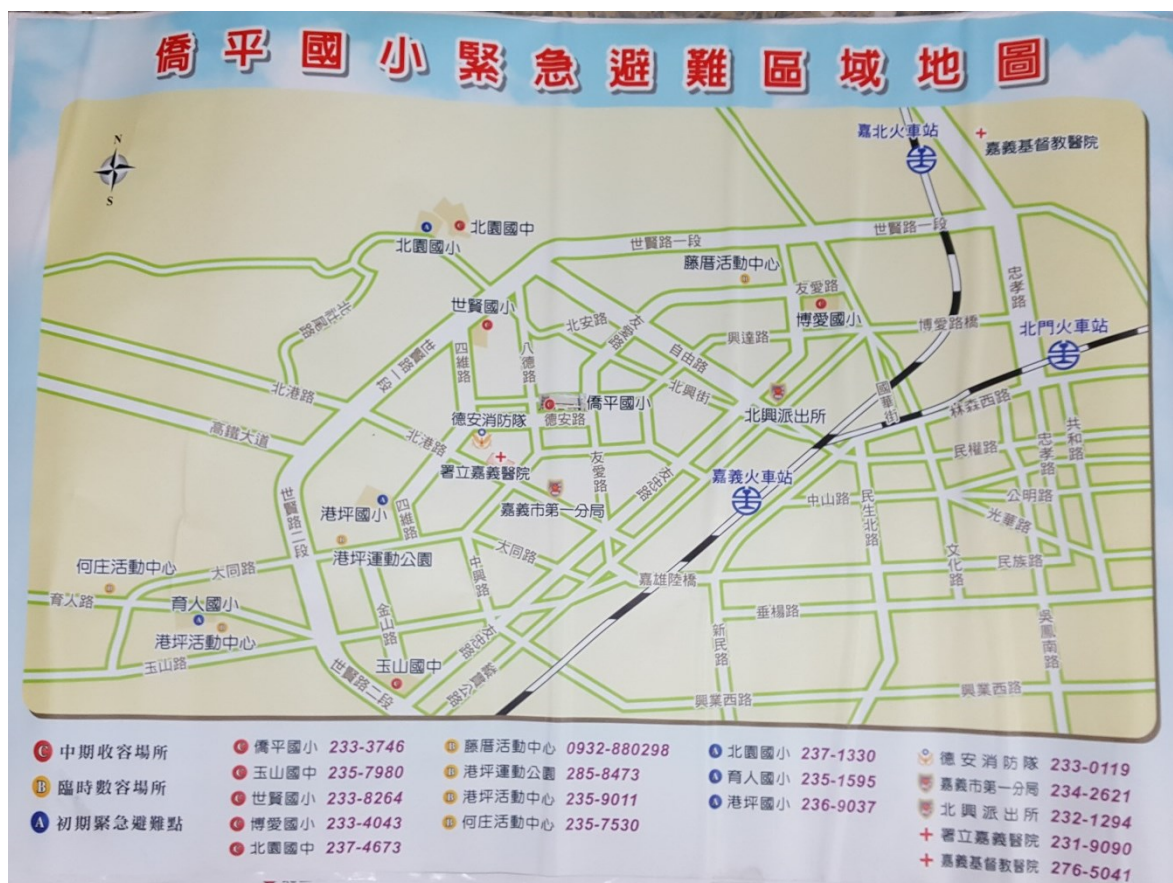 僑平國小緊急避難區域地圖
N
S
嘉北火車站
嘉義基督教醫院
北園國中
北園國小
世賢路一段
世賢路一段
藤厝活動中心
忠孝路
友愛路
世賢國小
博愛國小
北社尾路
北安路
友愛路
興達路
博愛路橋
北門火車站
四維路
八德路
自由路
世賢路一段
北港路
北興街
國華街
林森西路
僑平國小
北興派出所
德安消防隊
德安路
高鐵大道
北港路
共和路
忠孝路
民權路
署立嘉義醫院
友愛路
友忠路
嘉義火車站
嘉義市第一分局
中山路
公明路
光華路
港坪國小
四維路
世賢路二段
民生北路
文化路
港坪運動公園
大同路
何庄活動中心
大同路
中興路
嘉雄陸橋
民族路
育人路
育人國小
金山路
垂楊路
港坪活動中心
吳鳳南路
新民路
友忠路
玉山路
玉山國中
世賢路二段
縱貫公路
興業西路
興業西路
C 中期收容場所
B 臨時數容場所
A 初期緊急避難點
C 僑平國小 233-3746
C 玉山國中 235-7980
C 世賢國小 233-8264
C 博愛國小 233-4043
C 北園國中 237-4673
B 藤厝活動中心 0932-880298
B 港坪運動公園 285-8473
B 港坪活動中心 235-9011
B 何庄活動中心 235-7530
A 北園國小 237-1330
A 育人國小 235-1595
A 港坪國小 236-9037
德安消防隊 233-0119
嘉義市第一分局 234-2621
北興派出所 232-1294
署立嘉義醫院 231-9090
嘉義基督教醫院 276-5041